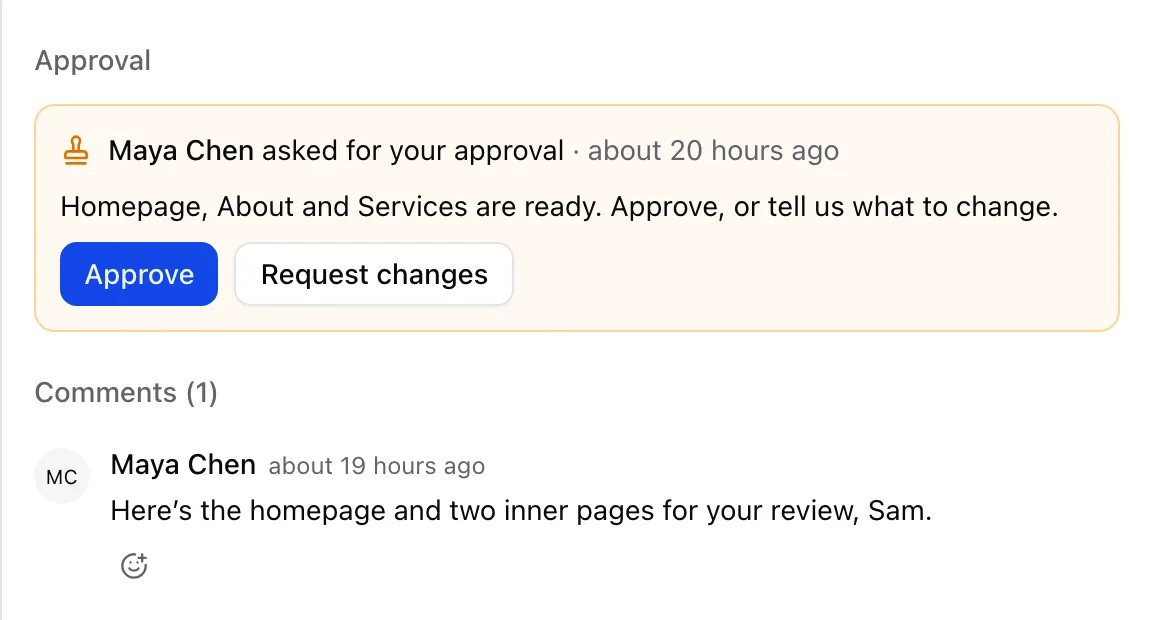 Approval
Maya Chen asked for your approval · about 20 hours ago
Homepage, About and Services are ready. Approve, or tell us what to change.
Approve
Request changes
Comments (1)
MC
Maya Chen about 19 hours ago
Here’s the homepage and two inner pages for your review, Sam.